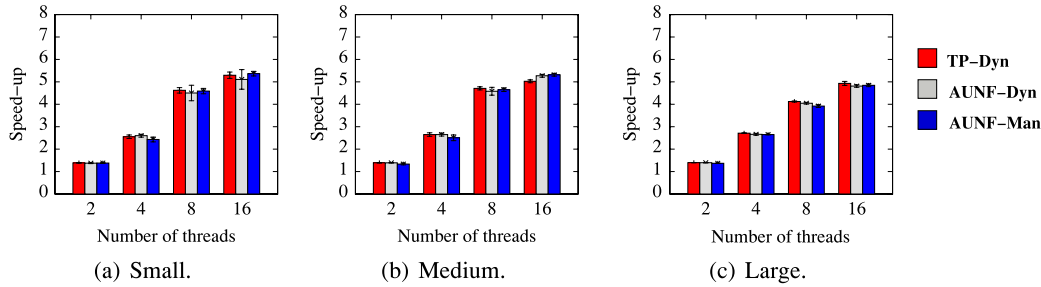 Speed-up
8
7
6
5
4
3
2
1
0
2 4 8 16
Number of threads
(a) Small.
Speed-up
8
7
6
5
4
3
2
1
0
2 4 8 16
Number of threads
(b) Medium.
Speed-up
8
7
6
5
4
3
2
1
0
2 4 8 16
Number of threads
(c) Large.
TP-Dyn
AUNF-Dyn
AUNF-Man